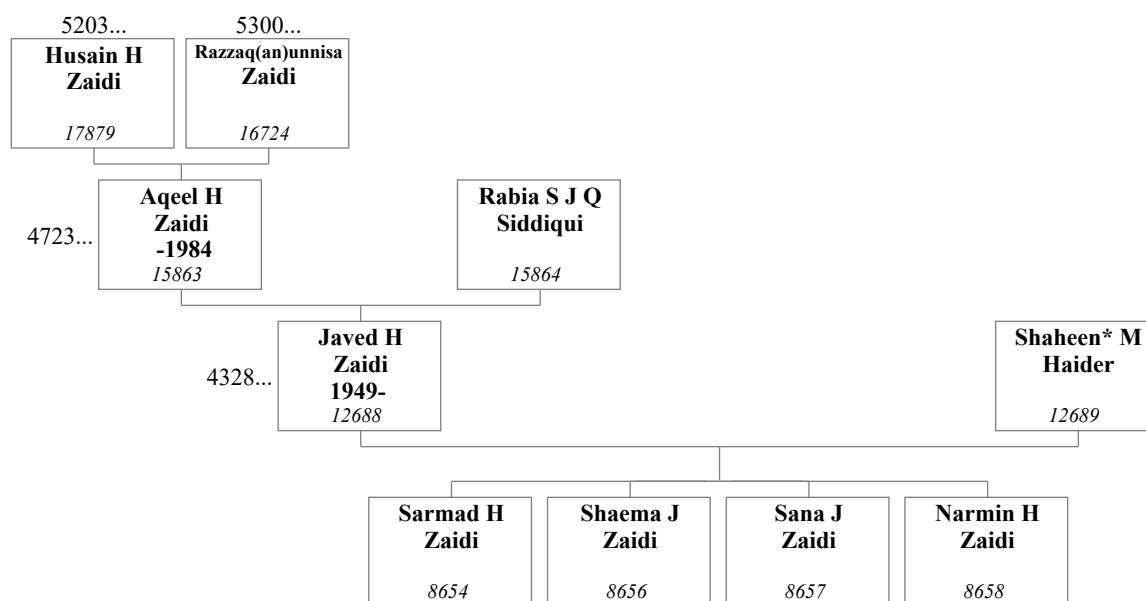 5203... 5300...
Husain H
Zaidi
17879
Razzaq(an)unnisa
Zaidi
16724
4723...
Aqeel H
Zaidi
-1984
15863
Rabia S J Q
Siddiqui
15864
4328...
Javed H
Zaidi
1949-
12688
Shaheen* M
Haider
12689
Sarmad H
Zaidi
8654
Shaema J
Zaidi
8656
Sana J
Zaidi
8657
Narmin H
Zaidi
8658